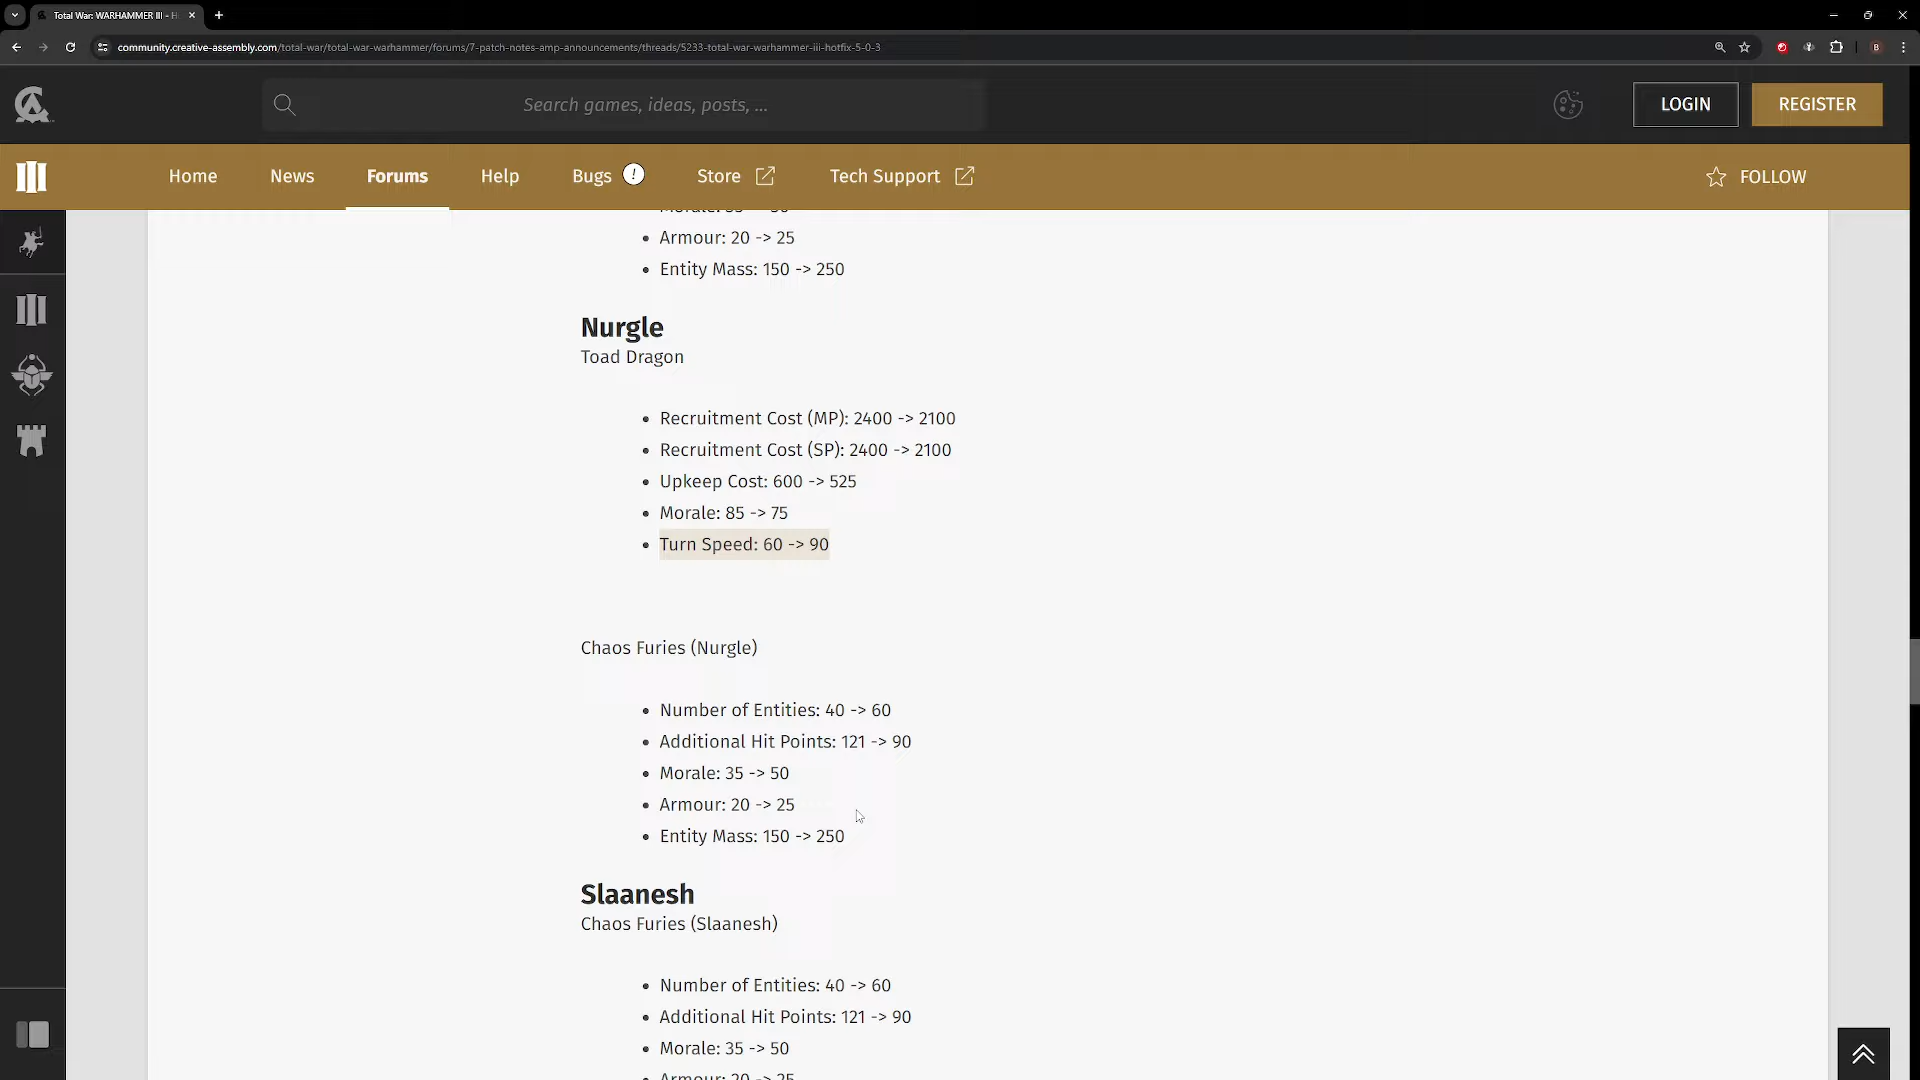 Total War: WARHAMMER III - H
community.creative-assembly.com/total-war/total-war-warhammer/forums/7-patch-notes-amp-announcements/threads/5233-total-war-warhammer-iii-hotfix-5-0-3
B
Search games, ideas, posts, ...
LOGIN
REGISTER
Home
News
Forums
Help
Bugs !
Store
Tech Support
FOLLOW
Armour: 20 -> 25
Entity Mass: 150 -> 250
Nurgle
Toad Dragon
Recruitment Cost (MP): 2400 -> 2100
Recruitment Cost (SP): 2400 -> 2100
Upkeep Cost: 600 -> 525
Morale: 85 -> 75
Turn Speed: 60 -> 90
Chaos Furies (Nurgle)
Number of Entities: 40 -> 60
Additional Hit Points: 121 -> 90
Morale: 35 -> 50
Armour: 20 -> 25
Entity Mass: 150 -> 250
Slaanesh
Chaos Furies (Slaanesh)
Number of Entities: 40 -> 60
Additional Hit Points: 121 -> 90
Morale: 35 -> 50
Armour: 20 -> 25